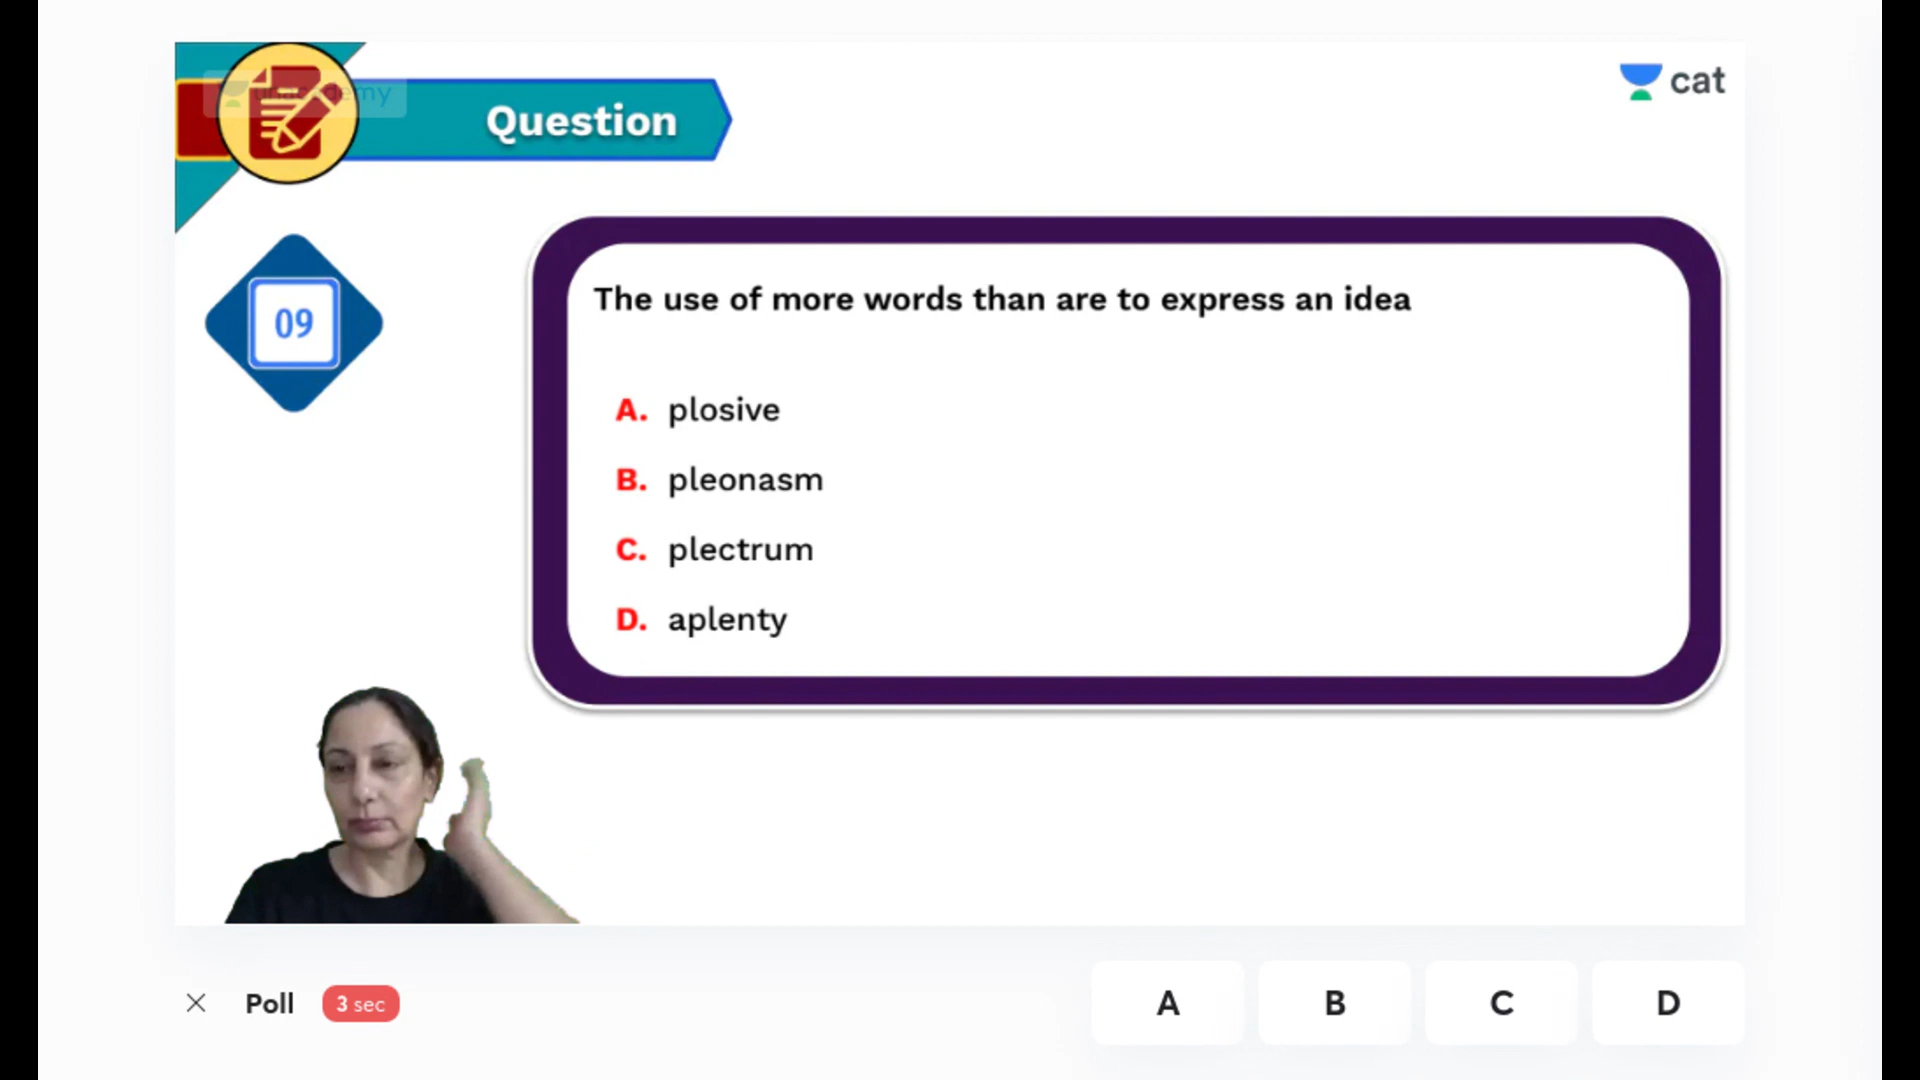 unacademy
Question
cat
09
The use of more words than are to express an idea
A. plosive
B. pleonasm
C. plectrum
D. aplenty
Poll
3 sec
A
B
C
D